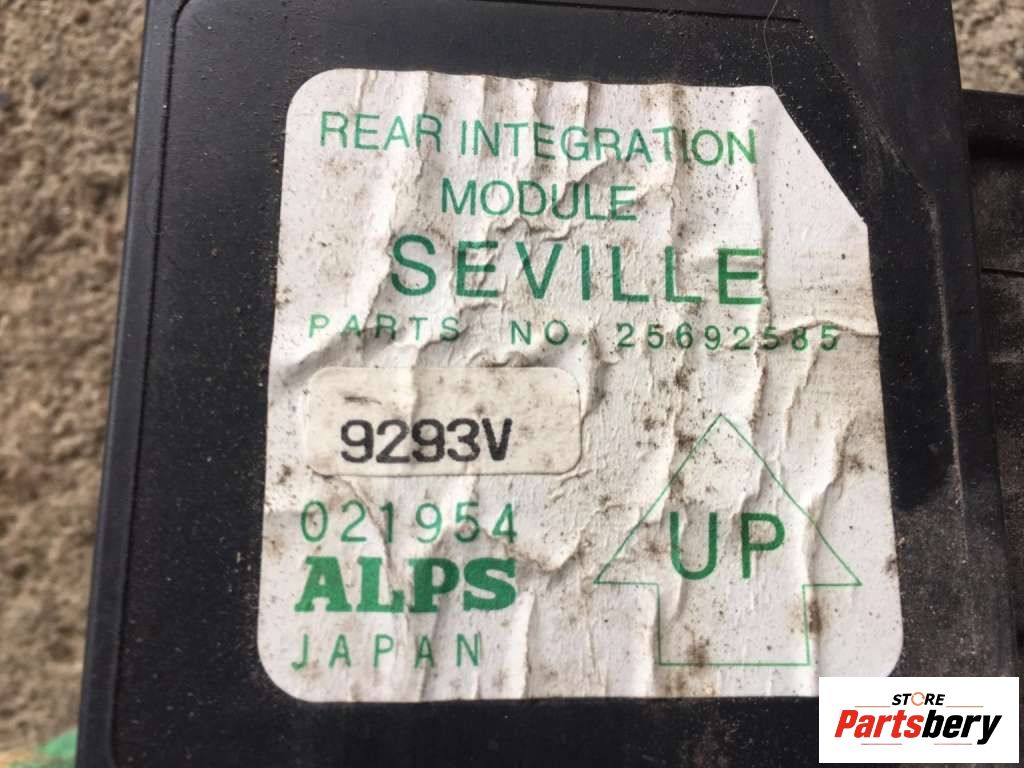 REAR INTEGRATION
MODULE
SEVILLE
PARTS NO. 25692585
9293V
021954
ALPS
JAPAN
UP
STORE
Partsbery